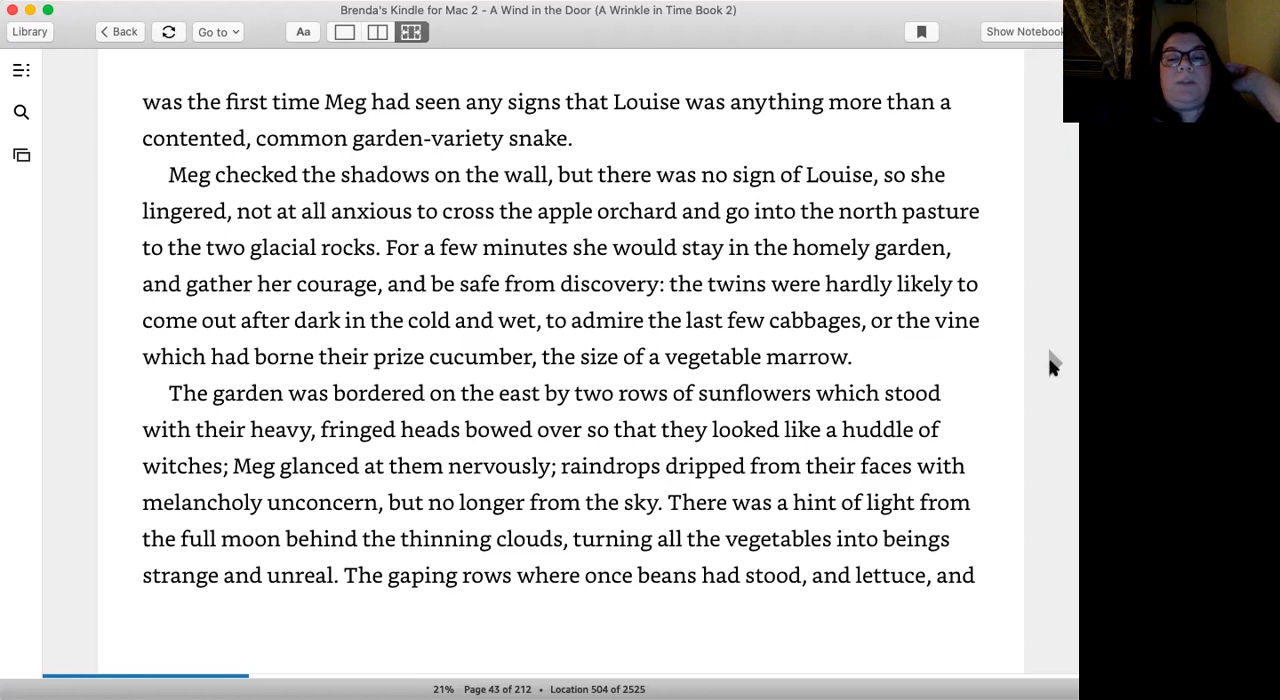 Brenda's Kindle for Mac 2 - A Wind in the Door (A Wrinkle in Time Book 2)
Library
Back
Go to
Aa
Show Notebook
was the first time Meg had seen any signs that Louise was anything more than a
contented, common garden-variety snake.
Meg checked the shadows on the wall, but there was no sign of Louise, so she
lingered, not at all anxious to cross the apple orchard and go into the north pasture
to the two glacial rocks. For a few minutes she would stay in the homely garden,
and gather her courage, and be safe from discovery: the twins were hardly likely to
come out after dark in the cold and wet, to admire the last few cabbages, or the vine
which had borne their prize cucumber, the size of a vegetable marrow.
The garden was bordered on the east by two rows of sunflowers which stood
with their heavy, fringed heads bowed over so that they looked like a huddle of
witches; Meg glanced at them nervously; raindrops dripped from their faces with
melancholy unconcern, but no longer from the sky. There was a hint of light from
the full moon behind the thinning clouds, turning all the vegetables into beings
strange and unreal. The gaping rows where once beans had stood, and lettuce, and
21% Page 43 of 212 • Location 504 of 2525